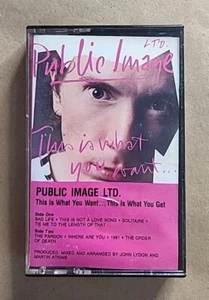 Public Image
LTD.
This is what
you want...
PUBLIC IMAGE LTD.
This Is What You Want...This Is What You Get
Side One
BAD LIFE • THIS IS NOT A LOVE SONG • SOLITAIRE •
TIE ME TO THE LENGTH OF THAT
Side Two
THE PARDON • WHERE ARE YOU • 1981 • THE ORDER
OF DEATH
PRODUCED, MIXED AND ARRANGED BY JOHN LYDON AND
MARTIN ATKINS